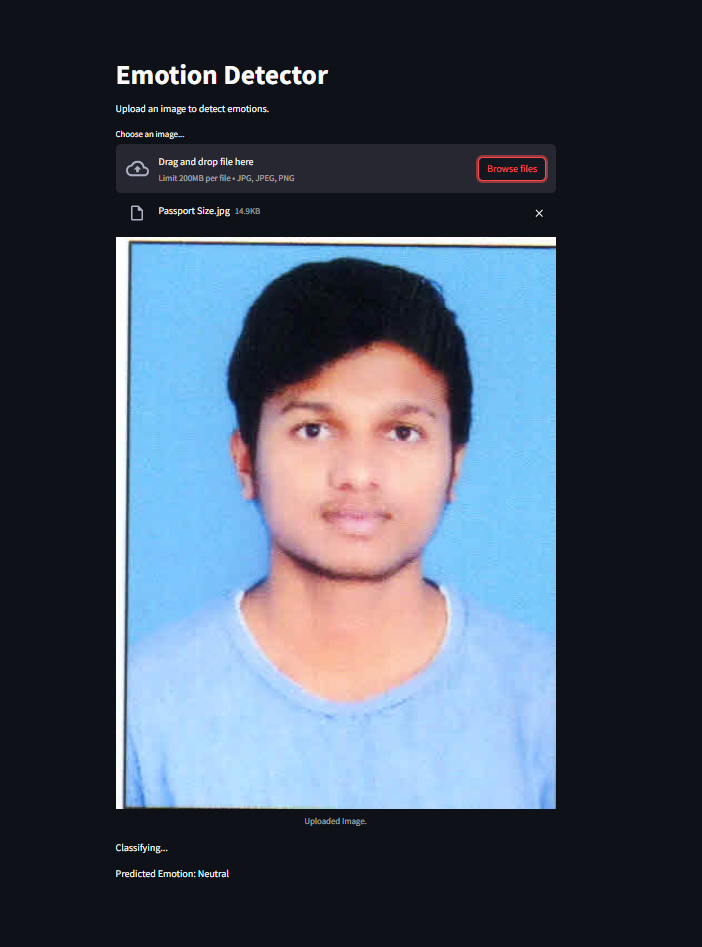 Emotion Detector
Upload an image to detect emotions.
Choose an image...
Drag and drop file here
Limit 200MB per file • JPG, JPEG, PNG
Browse files
Passport Size.jpg 14.9KB
Uploaded Image.
Classifying...
Predicted Emotion: Neutral